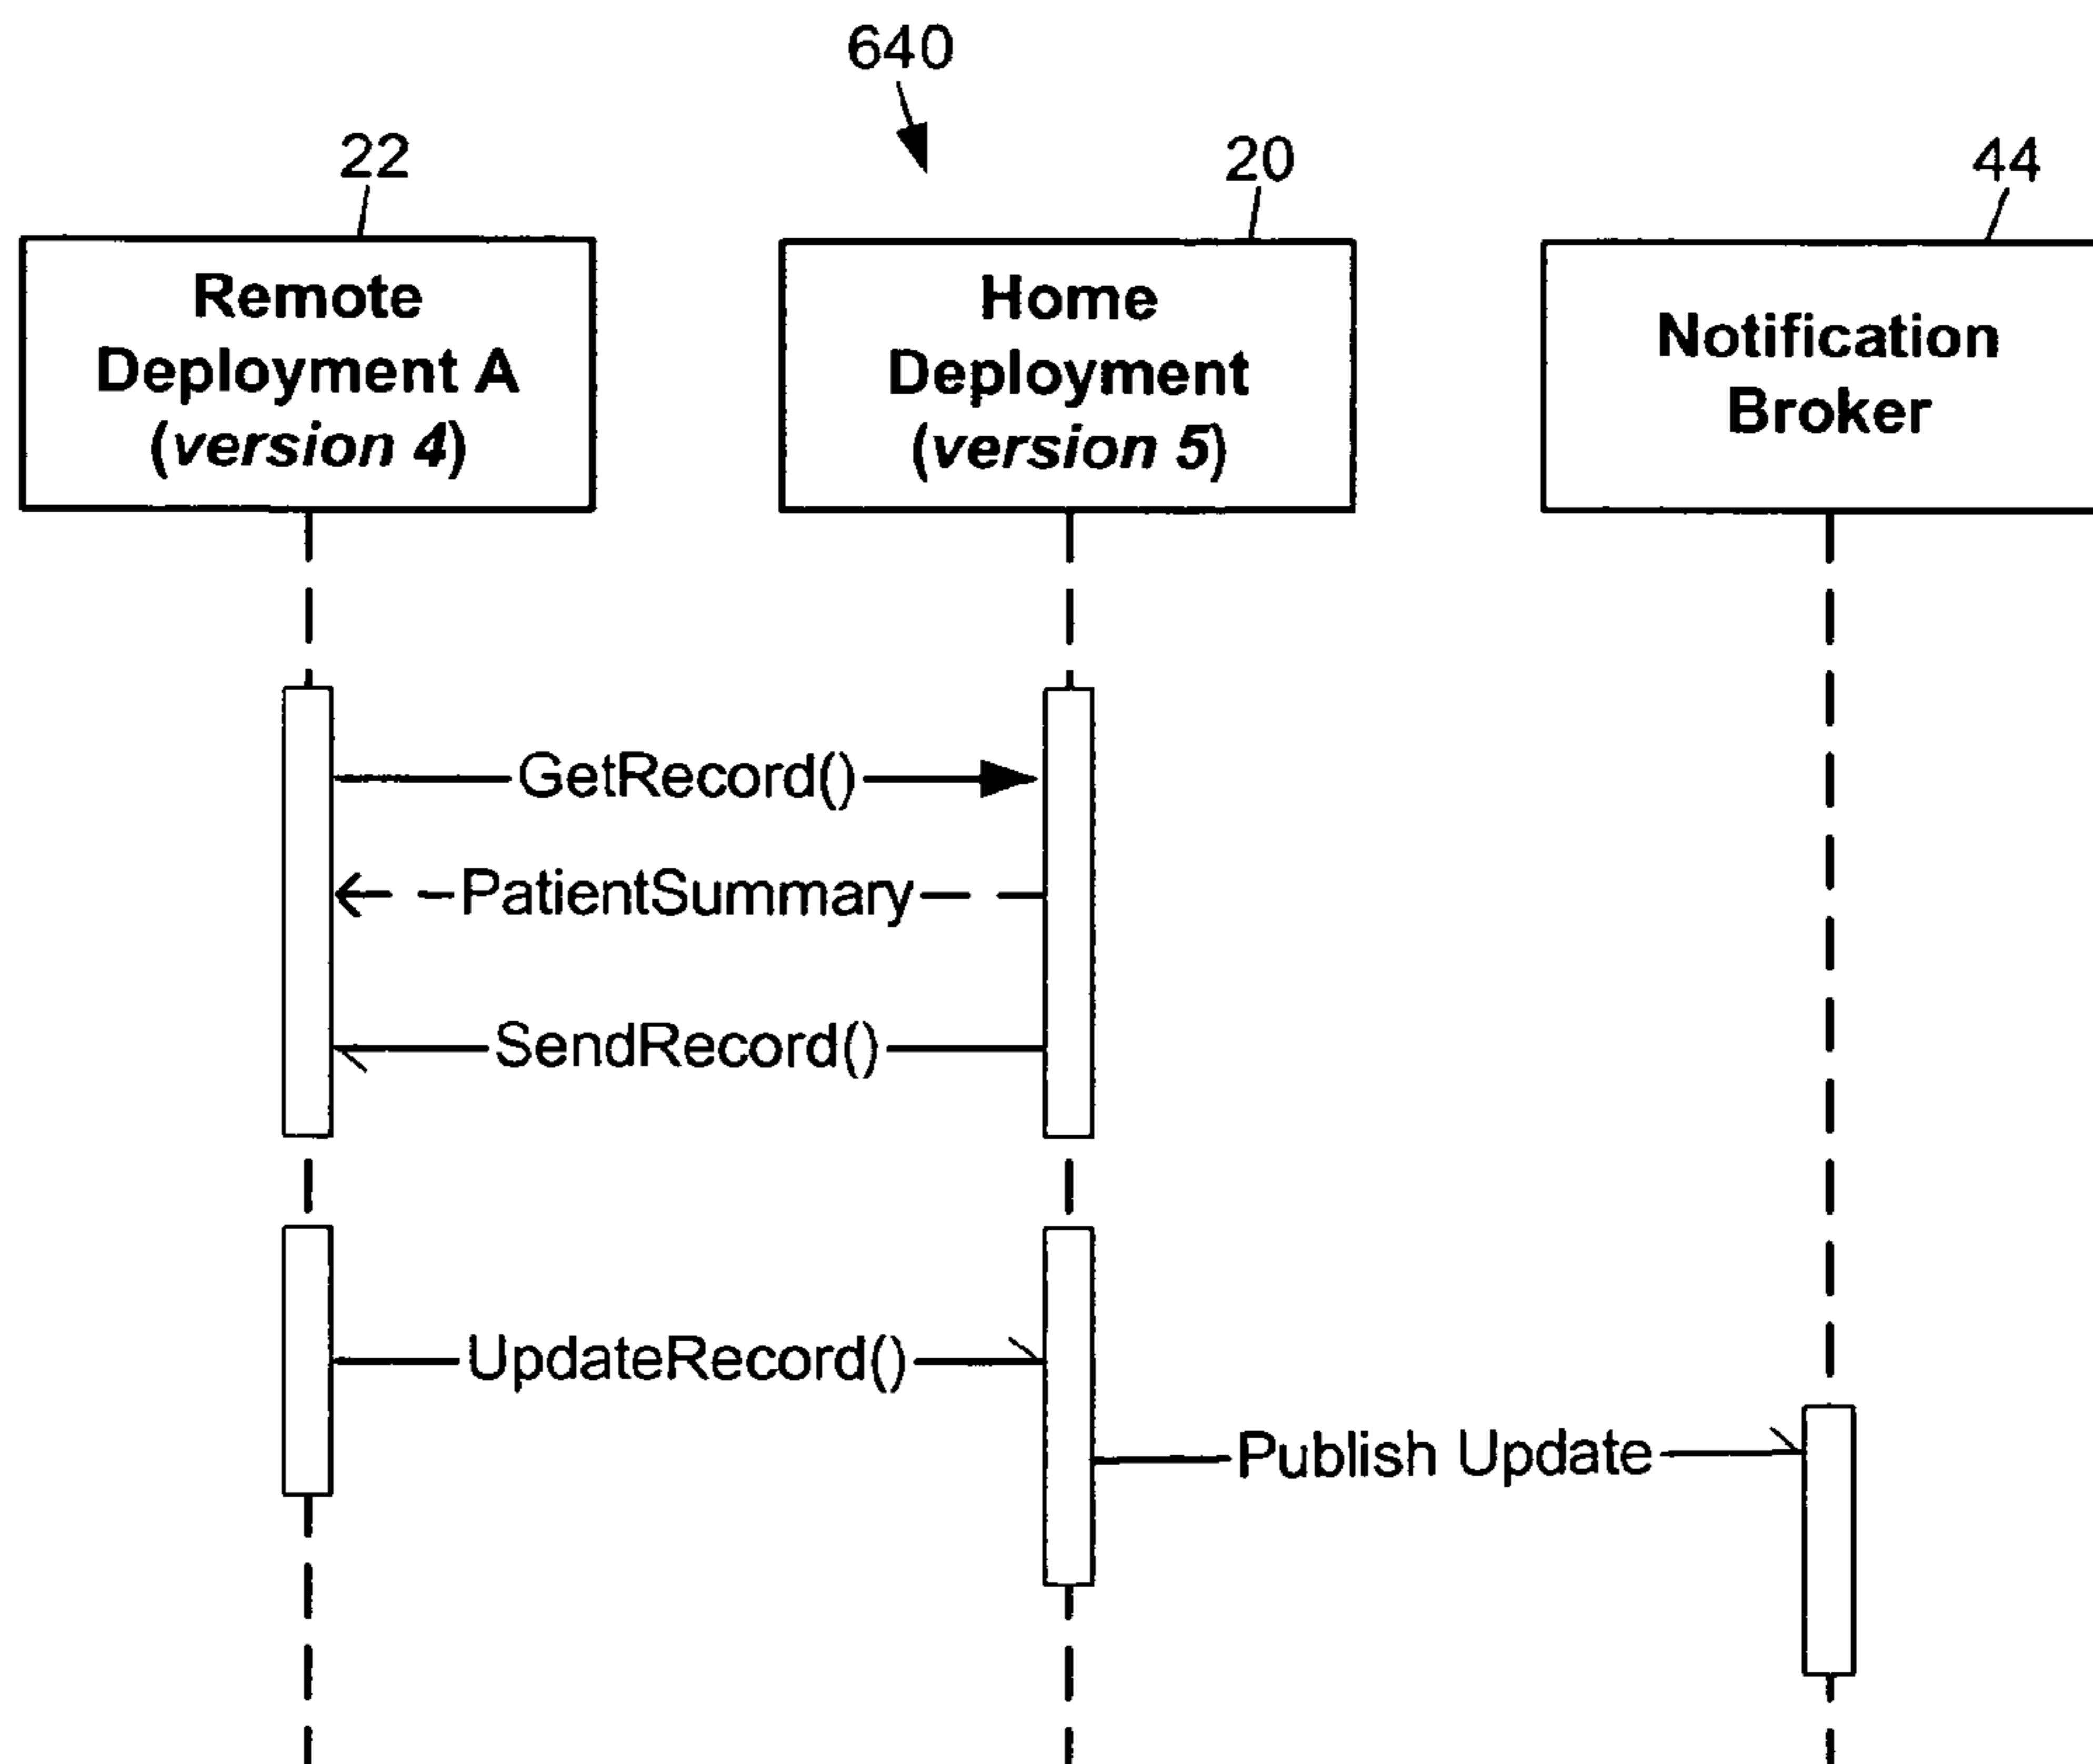 640
22
20
44
Remote
Deployment A
(version 4)
Home
Deployment
(version 5)
Notification
Broker
GetRecord()
PatientSummary
SendRecord()
UpdateRecord()
Publish Update